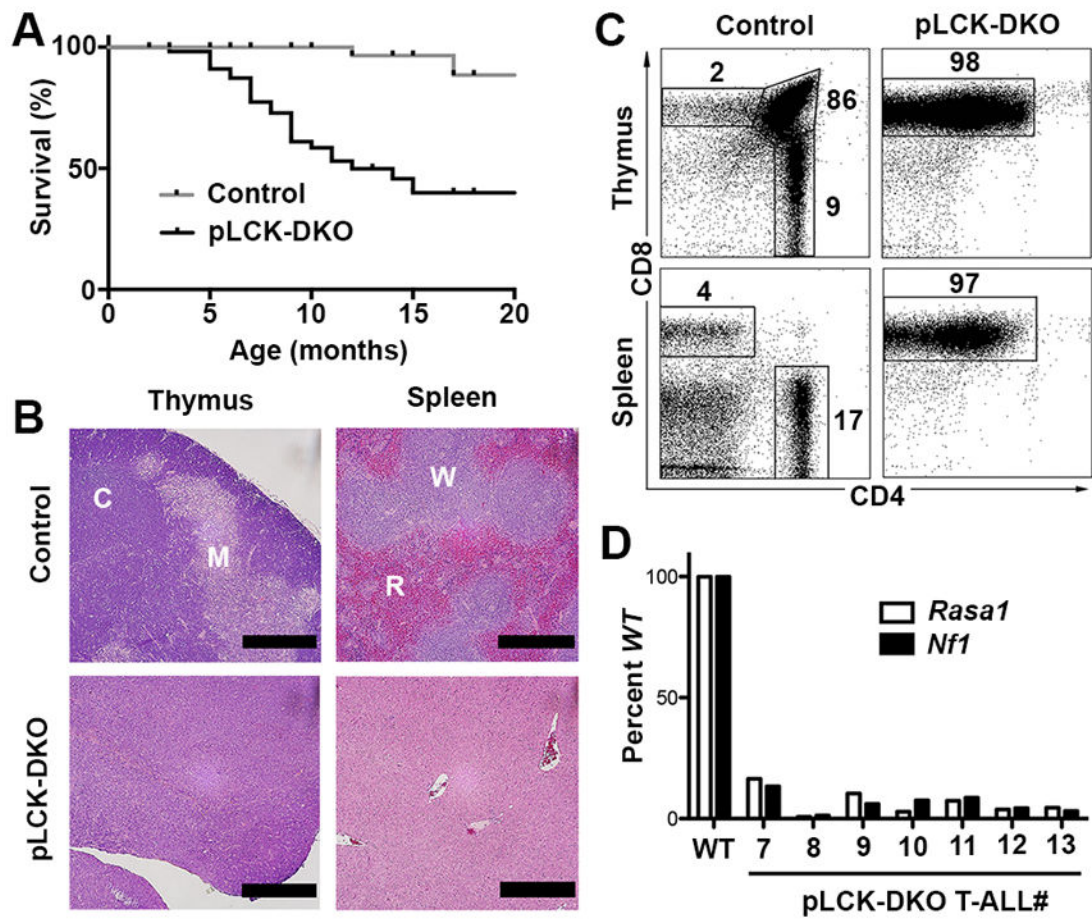 A
100
50
0
Survival (%)
Control
pLCK-DKO
0 5 10 15 20
Age (months)
B
Thymus Spleen
Control
C
M
W
R
pLCK-DKO
C
Control pLCK-DKO
Thymus
2
86
9
98
CD8
Spleen
4
17
97
CD4
D
100
50
0
Percent WT
Rasa1
Nf1
WT 7 8 9 10 11 12 13
pLCK-DKO T-ALL#